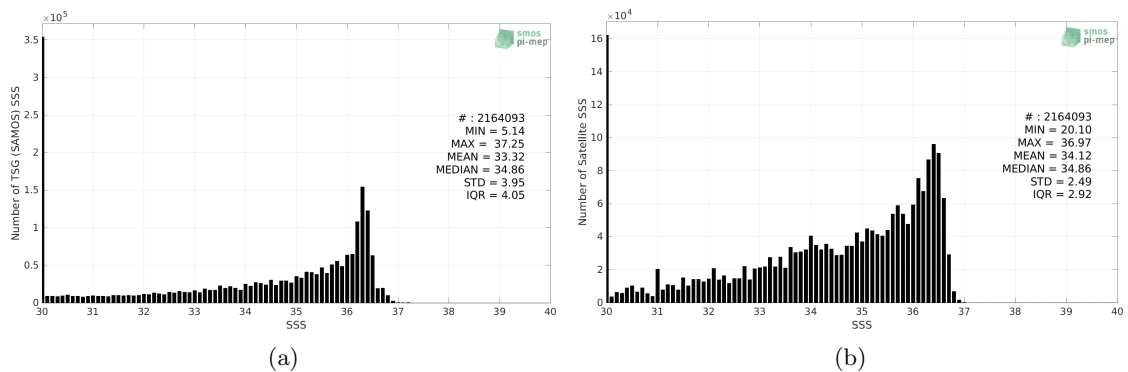 ×10^5
3.5
3
2.5
2
1.5
1
0.5
0
30 31 32 33 34 35 36 37 38 39 40
SSS
Number of TSG (SAMOS) SSS
smos
pi-mep
# : 2164093
MIN = 5.14
MAX = 37.25
MEAN = 33.32
MEDIAN = 34.86
STD = 3.95
IQR = 4.05
(a)
×10^4
16
14
12
10
8
6
4
2
0
30 31 32 33 34 35 36 37 38 39 40
SSS
Number of Satellite SSS
smos
pi-mep
# : 2164093
MIN = 20.10
MAX = 36.97
MEAN = 34.12
MEDIAN = 34.86
STD = 2.49
IQR = 2.92
(b)